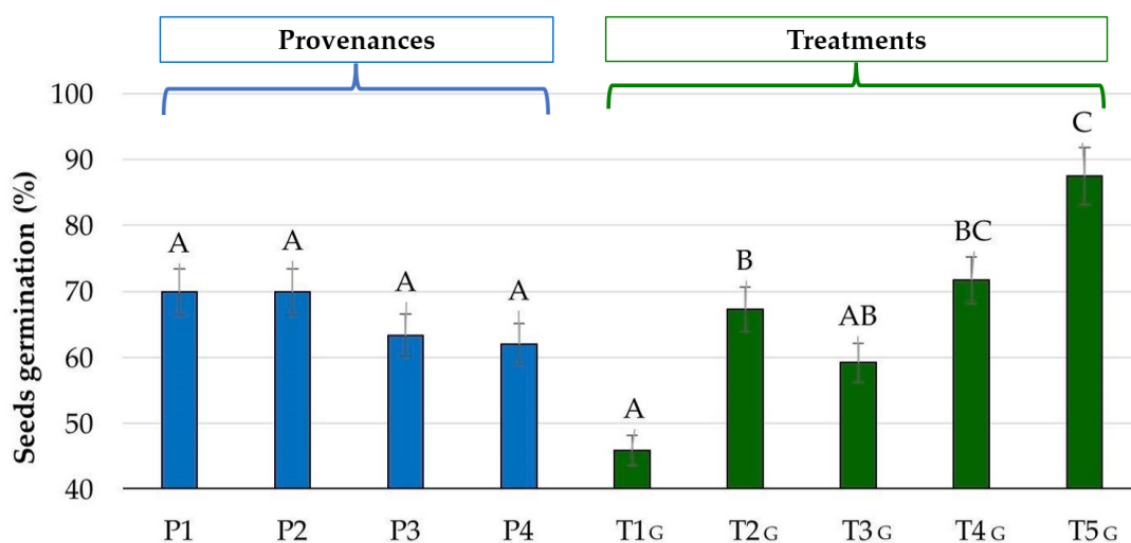 Provenances Treatments
100
90
80
70
60
50
40
Seeds germination (%)
A A A A A B AB BC C
P1 P2 P3 P4 T1G T2G T3G T4G T5G